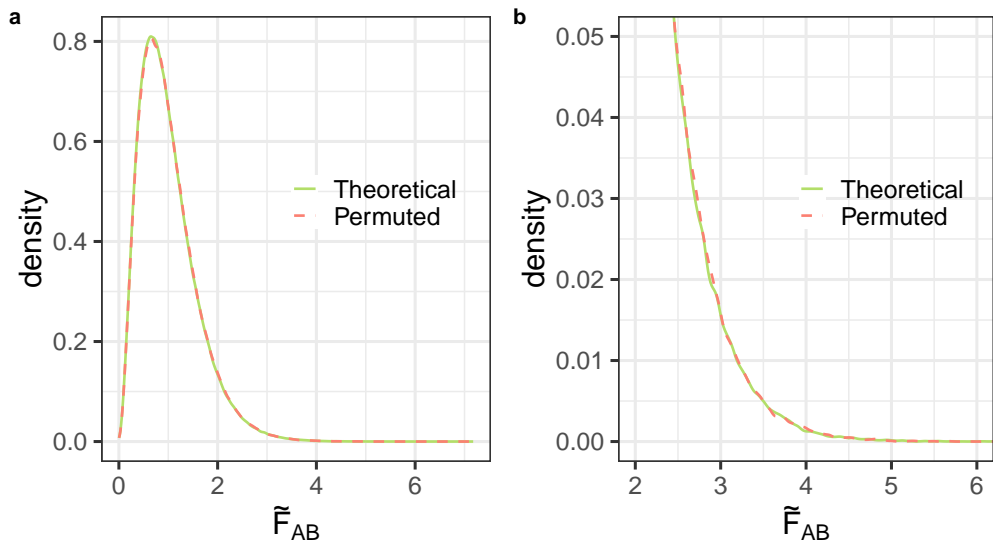 a
density
0.8
0.6
0.4
0.2
0.0
0 2 4 6
F̃AB
Theoretical
Permuted
b
density
0.05
0.04
0.03
0.02
0.01
0.00
2 3 4 5 6
F̃AB
Theoretical
Permuted